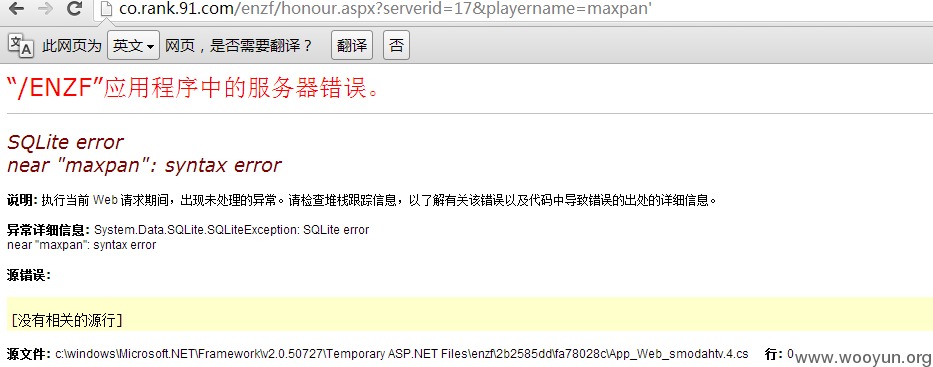 co.rank.91.com/enzf/honour.aspx?serverid=17&playername=maxpan'
此网页为 英文 网页，是否需要翻译？ 翻译 否
“/ENZF”应用程序中的服务器错误。
SQLite error
near "maxpan": syntax error
说明: 执行当前 Web 请求期间，出现未处理的异常。请检查堆栈跟踪信息，以了解有关该错误以及代码中导致错误的出处的详细信息。
异常详细信息: System.Data.SQLite.SQLiteException: SQLite error
near "maxpan": syntax error
源错误:
[没有相关的源行]
源文件: c:\windows\Microsoft.NET\Framework\v2.0.50727\Temporary ASP.NET Files\enzf\2b2585dd\fa78028c\App_Web_smodahtv.4.cs 行: 0
www.wooyun.org